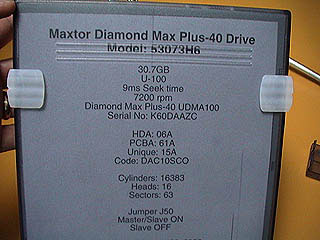 Maxtor Diamond Max Plus-40 Drive
Model: 53073H6
30.7GB
U-100
9ms Seek time
7200 rpm
Diamond Max Plus-40 UDMA100
Serial No: K60DAAZC
HDA: 06A
PCBA: 61A
Unique: 15A
Code: DAC10SCO
Cylinders: 16383
Heads: 16
Sectors: 63
Jumper J50
Master/Slave ON
Slave OFF